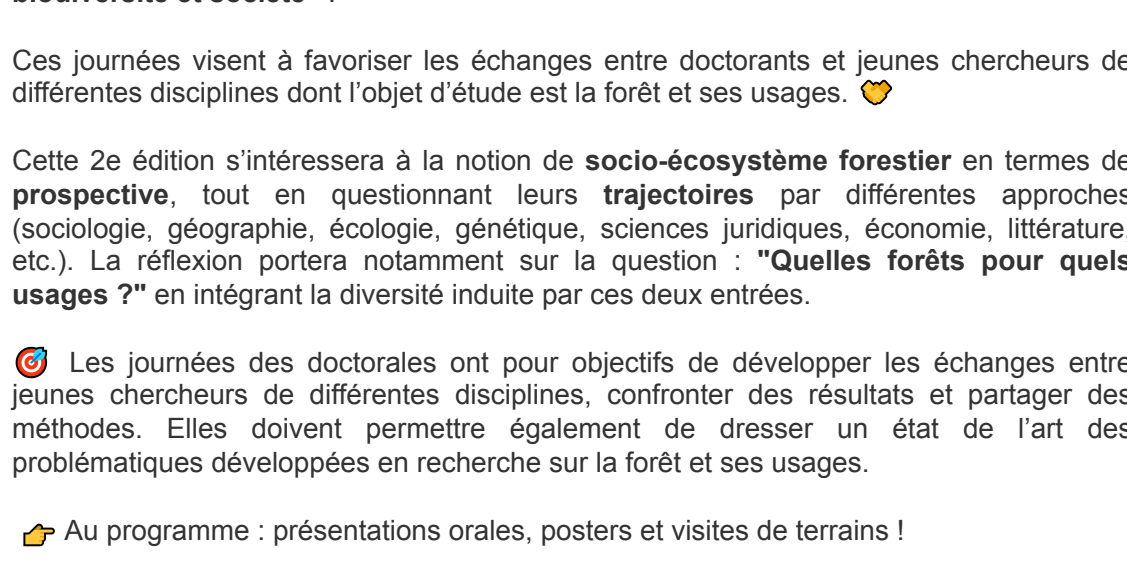 Ces journées visent à favoriser les échanges entre doctorants et jeunes chercheurs de
différentes disciplines dont l’objet d’étude est la forêt et ses usages. 🤝
Cette 2e édition s’intéressera à la notion de socio-écosystème forestier en termes de
prospective, tout en questionnant leurs trajectoires par différentes approches
(sociologie, géographie, écologie, génétique, sciences juridiques, économie, littérature,
etc.). La réflexion portera notamment sur la question : "Quelles forêts pour quels
usages ?" en intégrant la diversité induite par ces deux entrées.
🎯 Les journées des doctorales ont pour objectifs de développer les échanges entre
jeunes chercheurs de différentes disciplines, confronter des résultats et partager des
méthodes. Elles doivent permettre également de dresser un état de l’art des
problématiques développées en recherche sur la forêt et ses usages.
👉 Au programme : présentations orales, posters et visites de terrains !